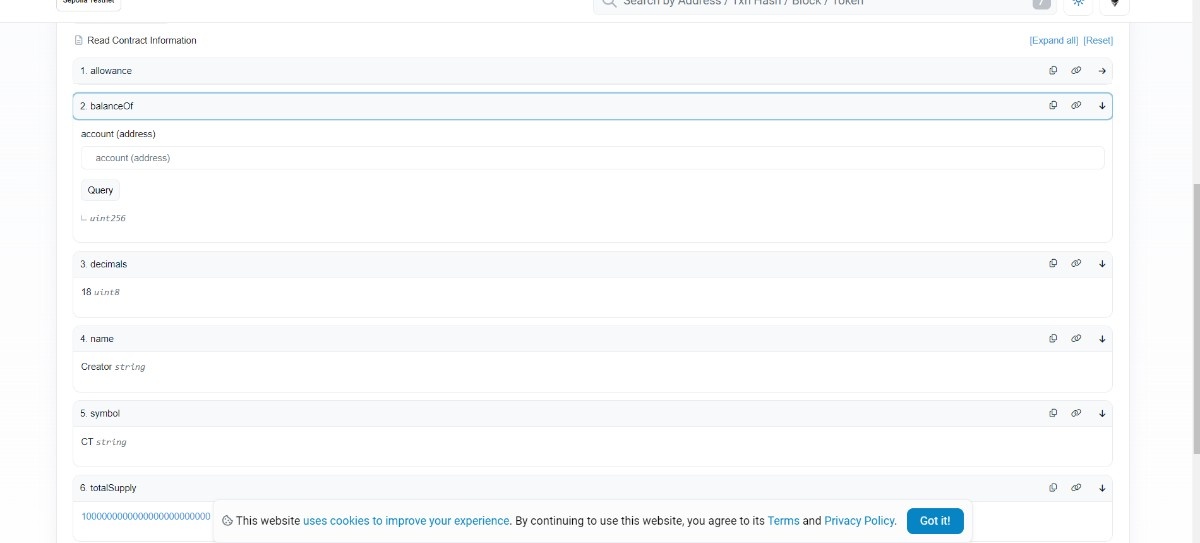 Sepolia Testnet
Search by Address / Txn Hash / Block / Token
/
Read Contract Information
[Expand all] [Reset]
1. allowance
2. balanceOf
account (address)
account (address)
Query
uint256
3. decimals
18 uint8
4. name
Creator string
5. symbol
CT string
6. totalSupply
This website uses cookies to improve your experience. By continuing to use this website, you agree to its Terms and Privacy Policy.
Got it!